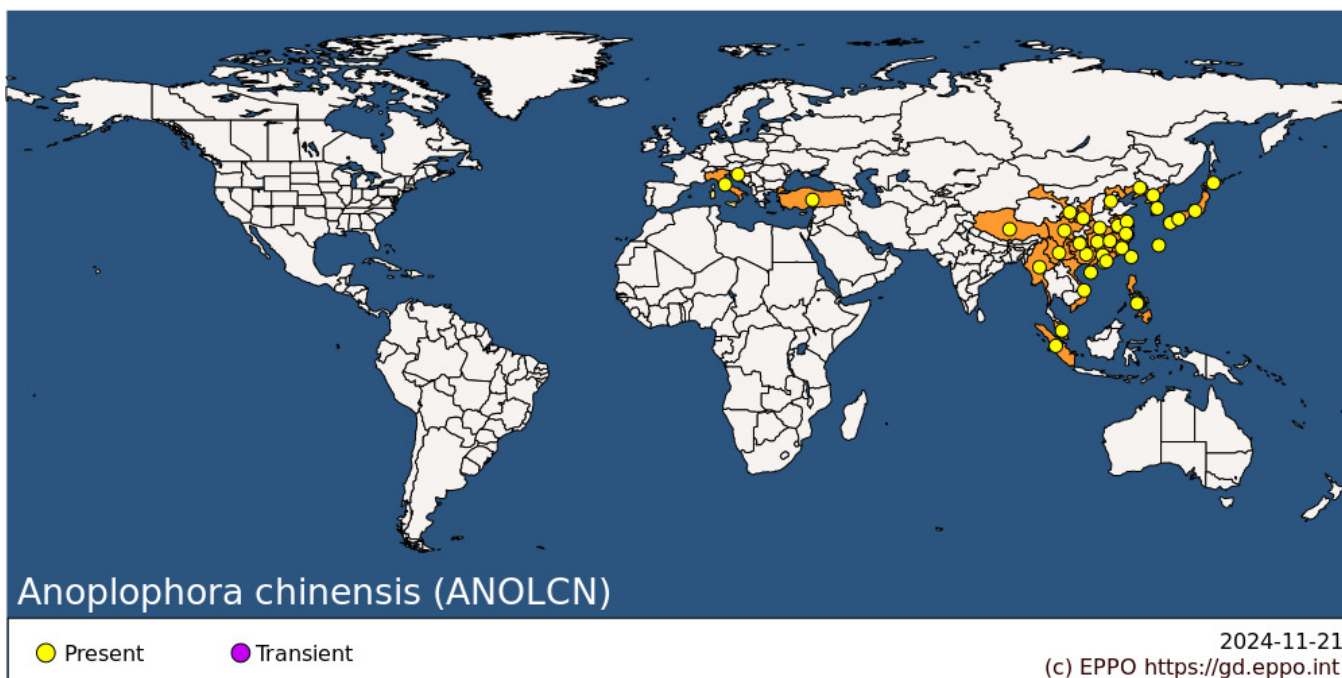 Anoplophora chinensis (ANOLCN)
Present
Transient
2024-11-21
(c) EPPO https://gd.eppo.int